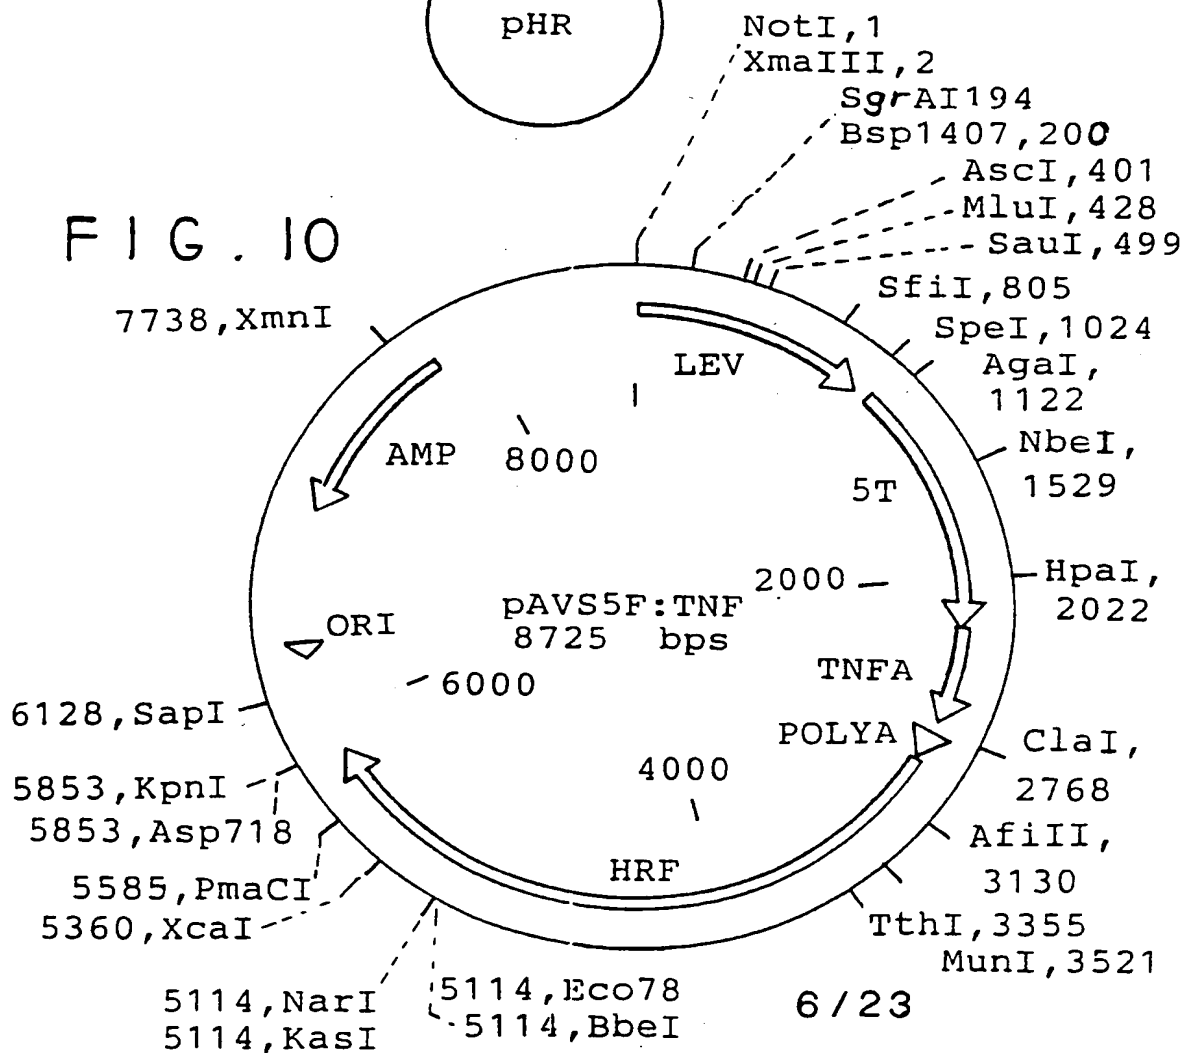 pHR
NotI,1
XmaIII,2
SgrAI194
Bsp1407,200
AscI,401
MluI,428
SauI,499
FIG. 10
SfiI,805
7738,XmnI
SpeI,1024
LEV
AgaI,
1122
I
AMP
8000
NbeI,
1529
5T
2000
HpaI,
2022
pAVS5F:TNF
8725 bps
ORI
TNFA
6000
6128,SapI
POLYA
ClaI,
2768
4000
5853,KpnI
5853,Asp718
AfiII,
3130
HRF
5585,PmaCI
5360,XcaI
TthI,3355
MunI,3521
5114,NarI
5114,KasI
5114,Eco78
5114,BbeI
6/23